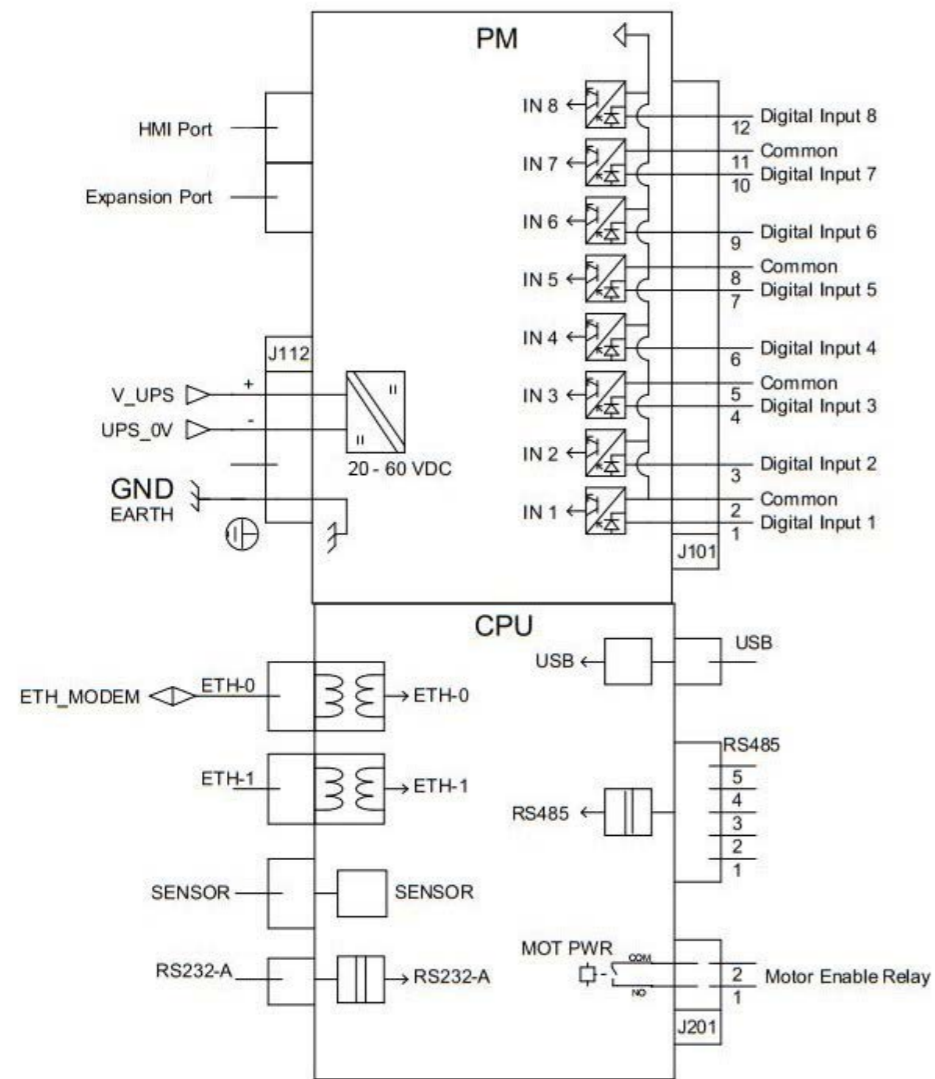 PM
HMI Port
Expansion Port
IN 8
12
Digital Input 8
Common
IN 7
11
10
Digital Input 7
IN 6
9
Digital Input 6
Common
IN 5
8
7
Digital Input 5
IN 4
6
Digital Input 4
Common
IN 3
5
4
Digital Input 3
IN 2
3
Digital Input 2
Common
IN 1
2
1
Digital Input 1
J101
J112
V_UPS
+
UPS_0V
-
20 - 60 VDC
GND
EARTH
CPU
USB
USB
ETH_MODEM
ETH-0
ETH-0
ETH-1
ETH-1
RS485
RS485
5
4
3
2
1
SENSOR
SENSOR
RS232-A
RS232-A
MOT PWR
COM
NO
2
1
Motor Enable Relay
J201